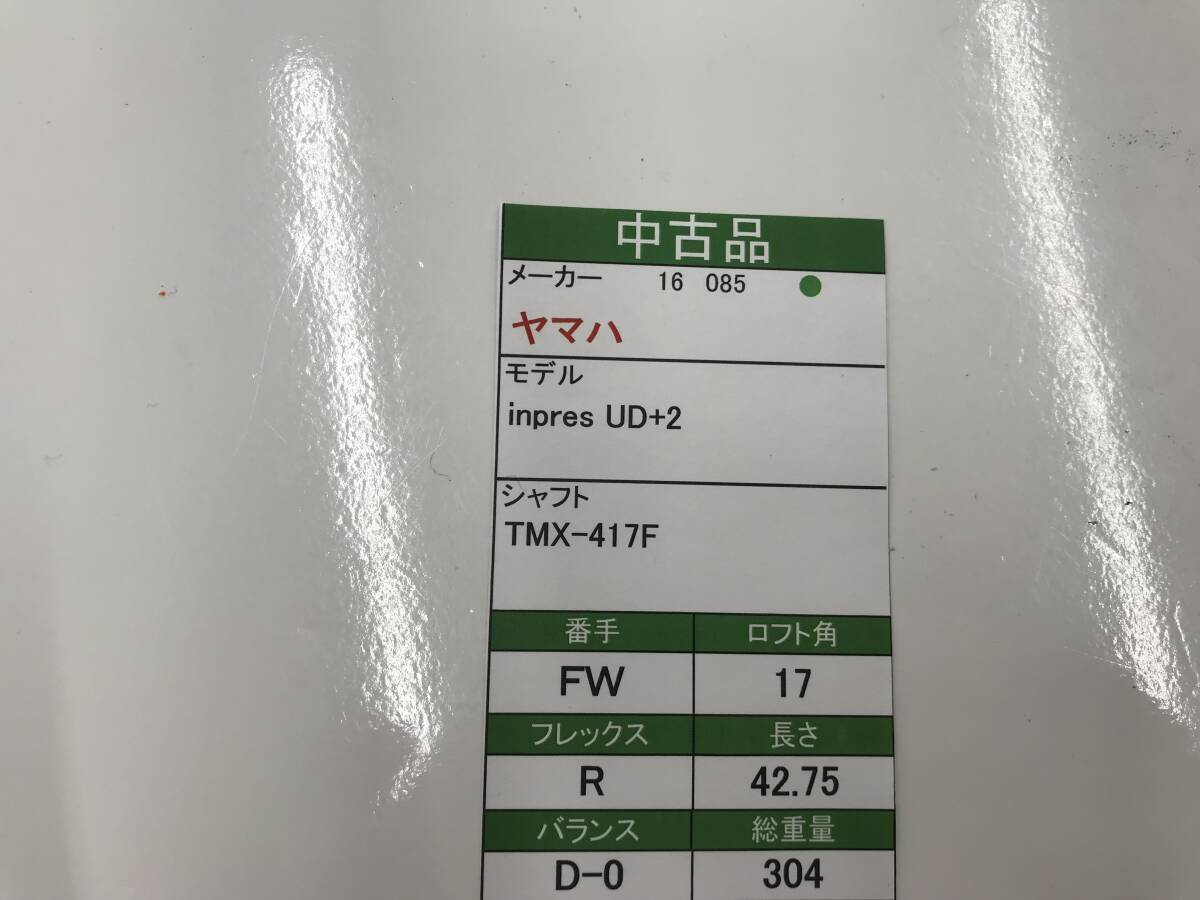 中古品
メーカー 16 085
ヤマハ
モデル
inpres UD+2
シャフト
TMX-417F
番手 ロフト角
FW 17
フレックス 長さ
R 42.75
バランス 総重量
D-0 304